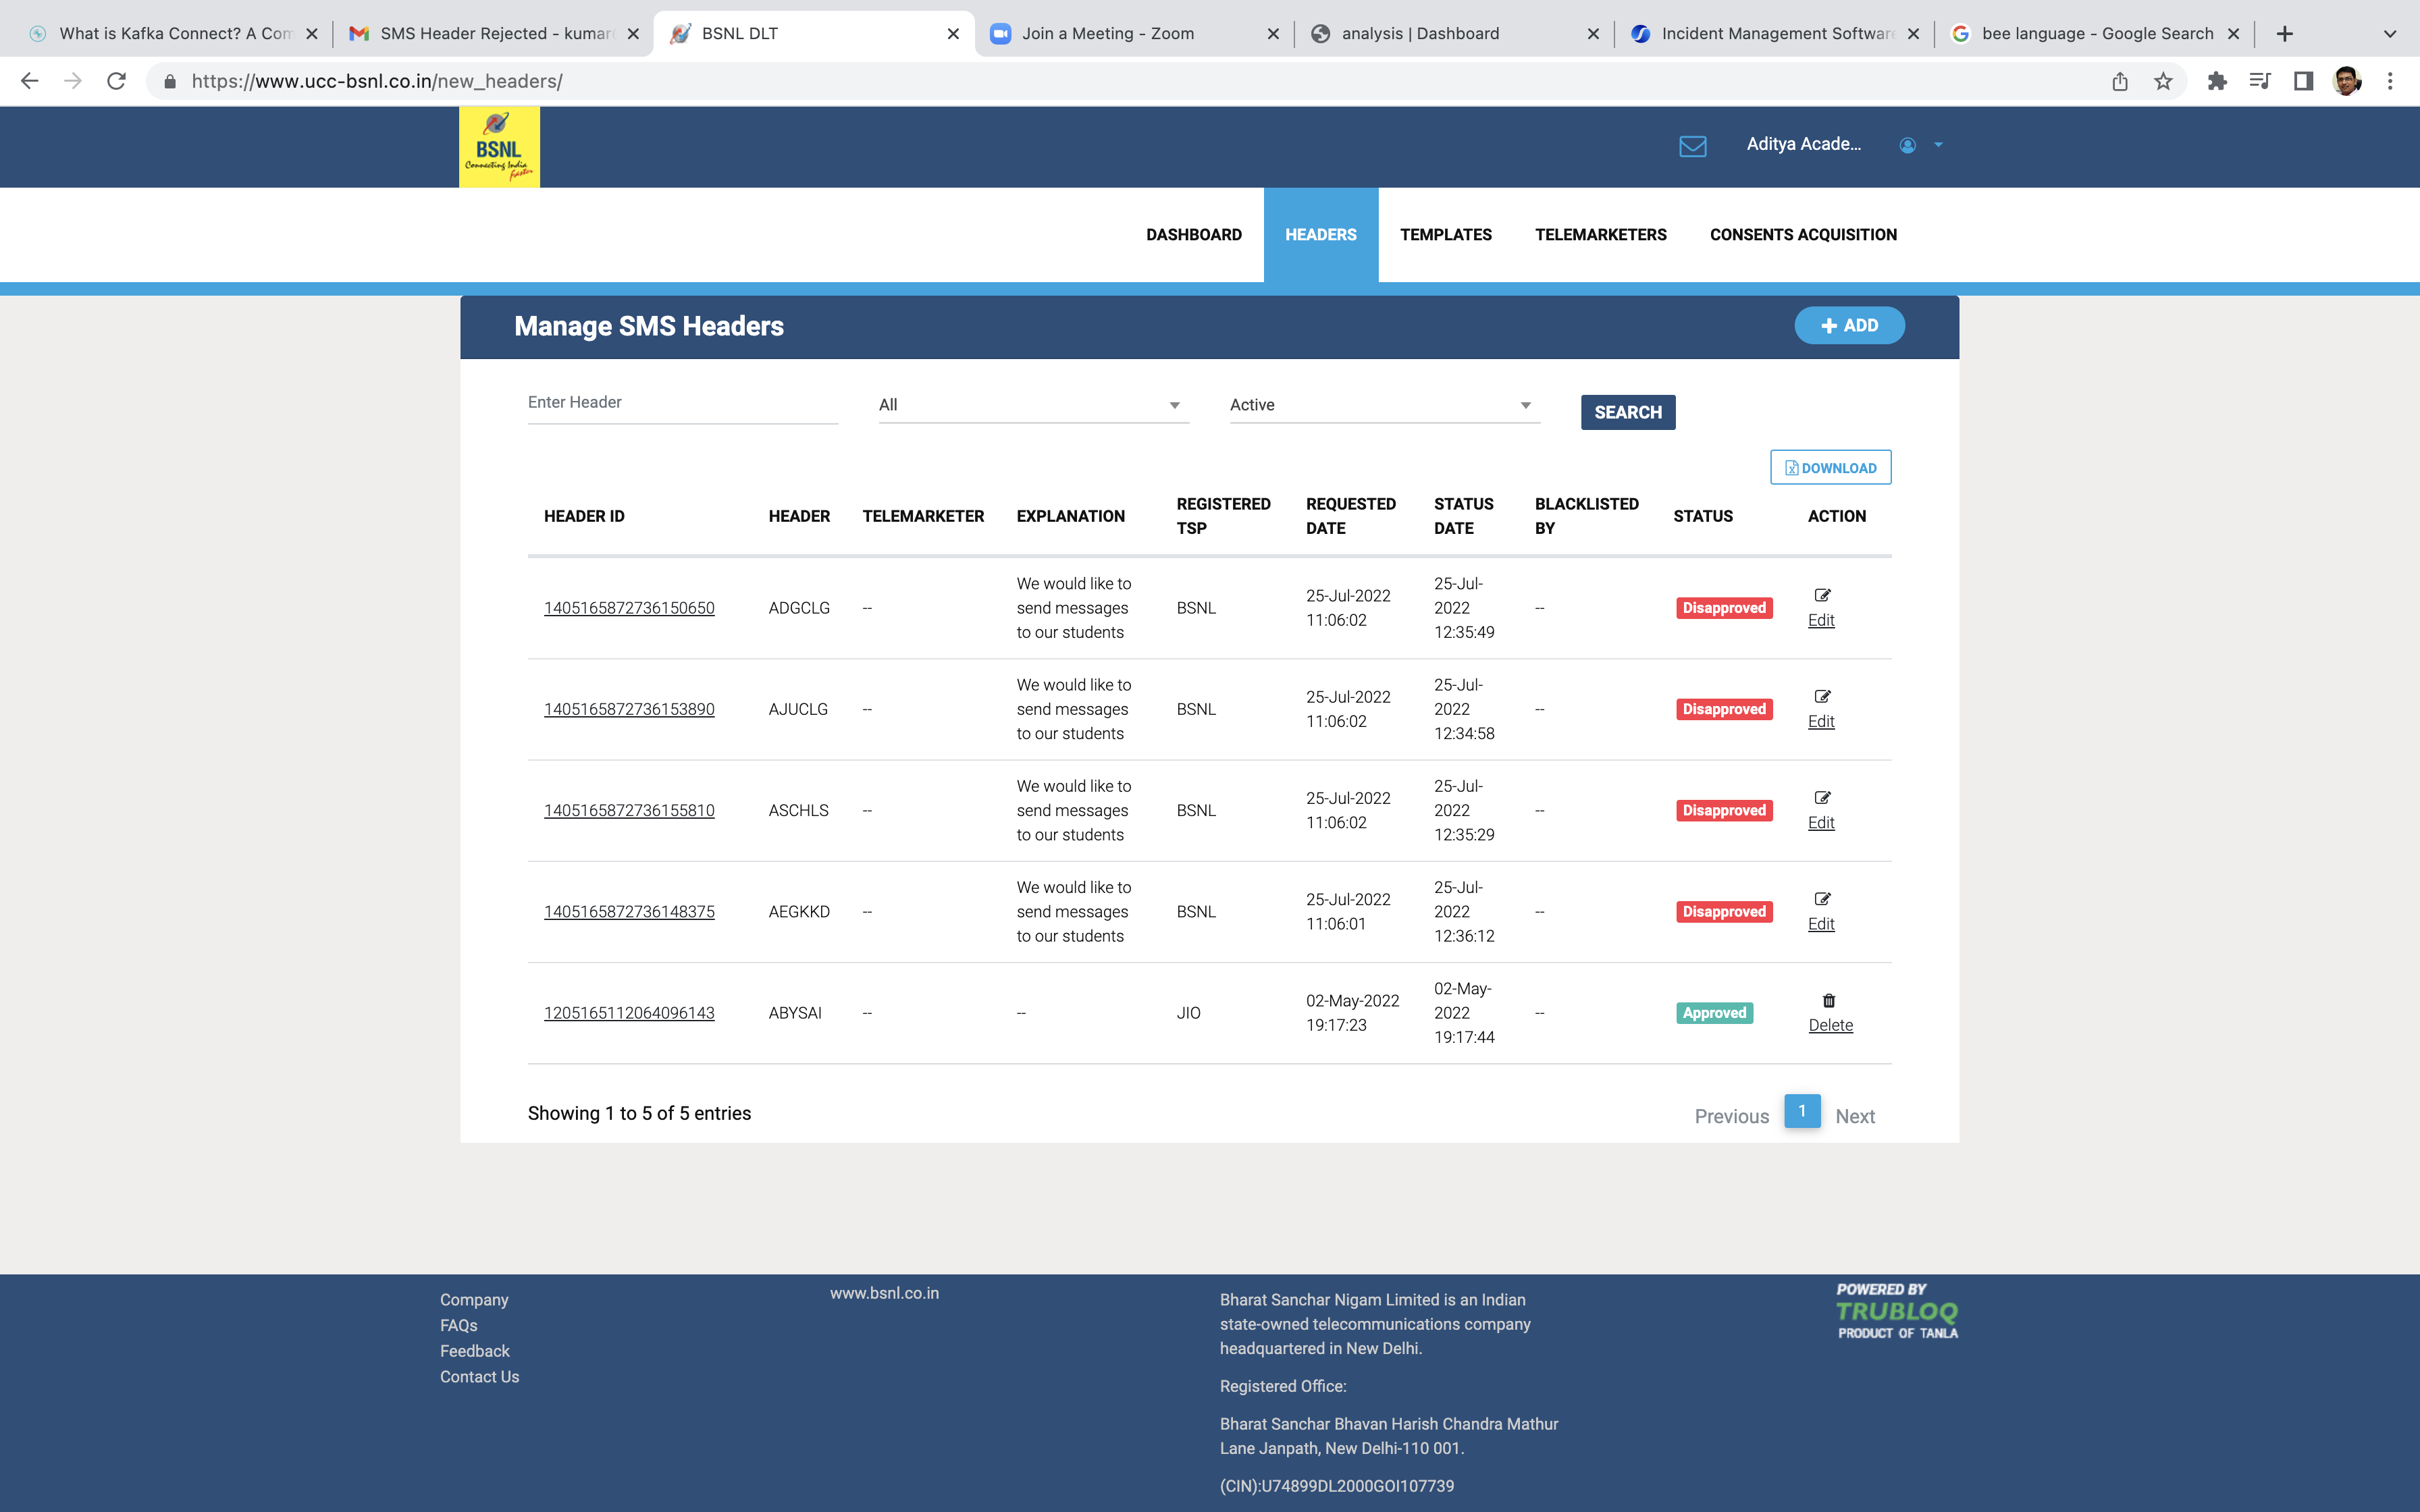 What is Kafka Connect? A Com
SMS Header Rejected - kumar
BSNL DLT
Join a Meeting - Zoom
analysis | Dashboard
Incident Management Software
bee language - Google Search
https://www.ucc-bsnl.co.in/new_headers/
BSNL
Connecting India
faster
Aditya Acade...
DASHBOARD HEADERS TEMPLATES TELEMARKETERS CONSENTS ACQUISITION
Manage SMS Headers
ADD
Enter Header
All
Active
SEARCH
DOWNLOAD
HEADER ID HEADER TELEMARKETER EXPLANATION REGISTERED TSP REQUESTED DATE STATUS DATE BLACKLISTED BY STATUS ACTION
1405165872736150650 ADGCLG -- We would like to send messages to our students BSNL 25-Jul-2022 11:06:02 25-Jul-2022 12:35:49 -- Disapproved Edit
1405165872736153890 AJUCLG -- We would like to send messages to our students BSNL 25-Jul-2022 11:06:02 25-Jul-2022 12:34:58 -- Disapproved Edit
1405165872736155810 ASCHLS -- We would like to send messages to our students BSNL 25-Jul-2022 11:06:02 25-Jul-2022 12:35:29 -- Disapproved Edit
1405165872736148375 AEGKKD -- We would like to send messages to our students BSNL 25-Jul-2022 11:06:01 25-Jul-2022 12:36:12 -- Disapproved Edit
1205165112064096143 ABYSAI -- -- JIO 02-May-2022 19:17:23 02-May-2022 19:17:44 -- Approved Delete
Showing 1 to 5 of 5 entries
Previous 1 Next
Company
FAQs
Feedback
Contact Us
www.bsnl.co.in
Bharat Sanchar Nigam Limited is an Indian
state-owned telecommunications company
headquartered in New Delhi.
Registered Office:
Bharat Sanchar Bhavan Harish Chandra Mathur
Lane Janpath, New Delhi-110 001.
(CIN):U74899DL2000GOI107739
POWERED BY
TRUBLOQ
PRODUCT OF TANLA